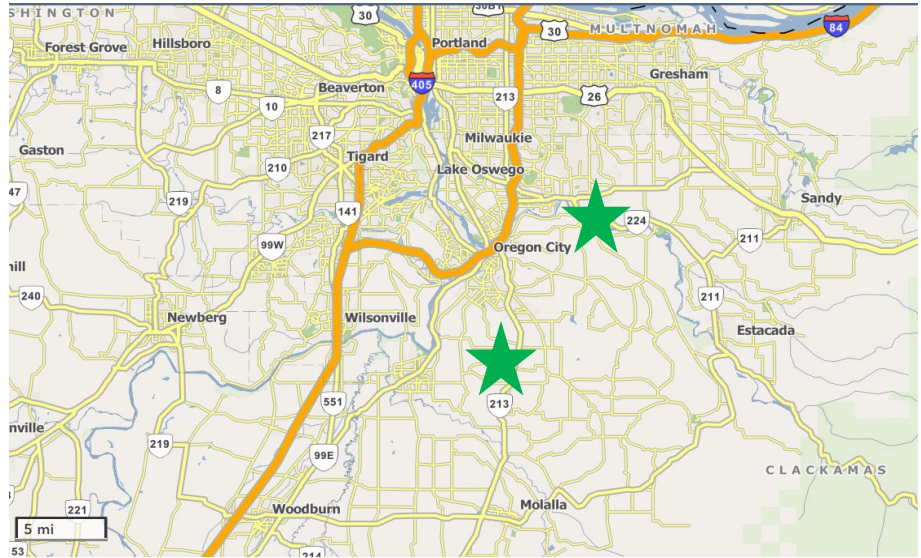 SHINGTON
30
30B1
30
MULTNOMAH
84
Forest Grove
Hillsboro
Portland
Gresham
8
Beaverton
405
213
26
10
217
Milwaukie
Gaston
210
Tigard
Lake Oswego
47
219
141
Sandy
224
99W
Oregon City
211
hill
240
211
Newberg
Wilsonville
Estacada
551
213
nville
219
99E
CLACKAMAS
221
Woodburn
Molalla
5 mi
53
214